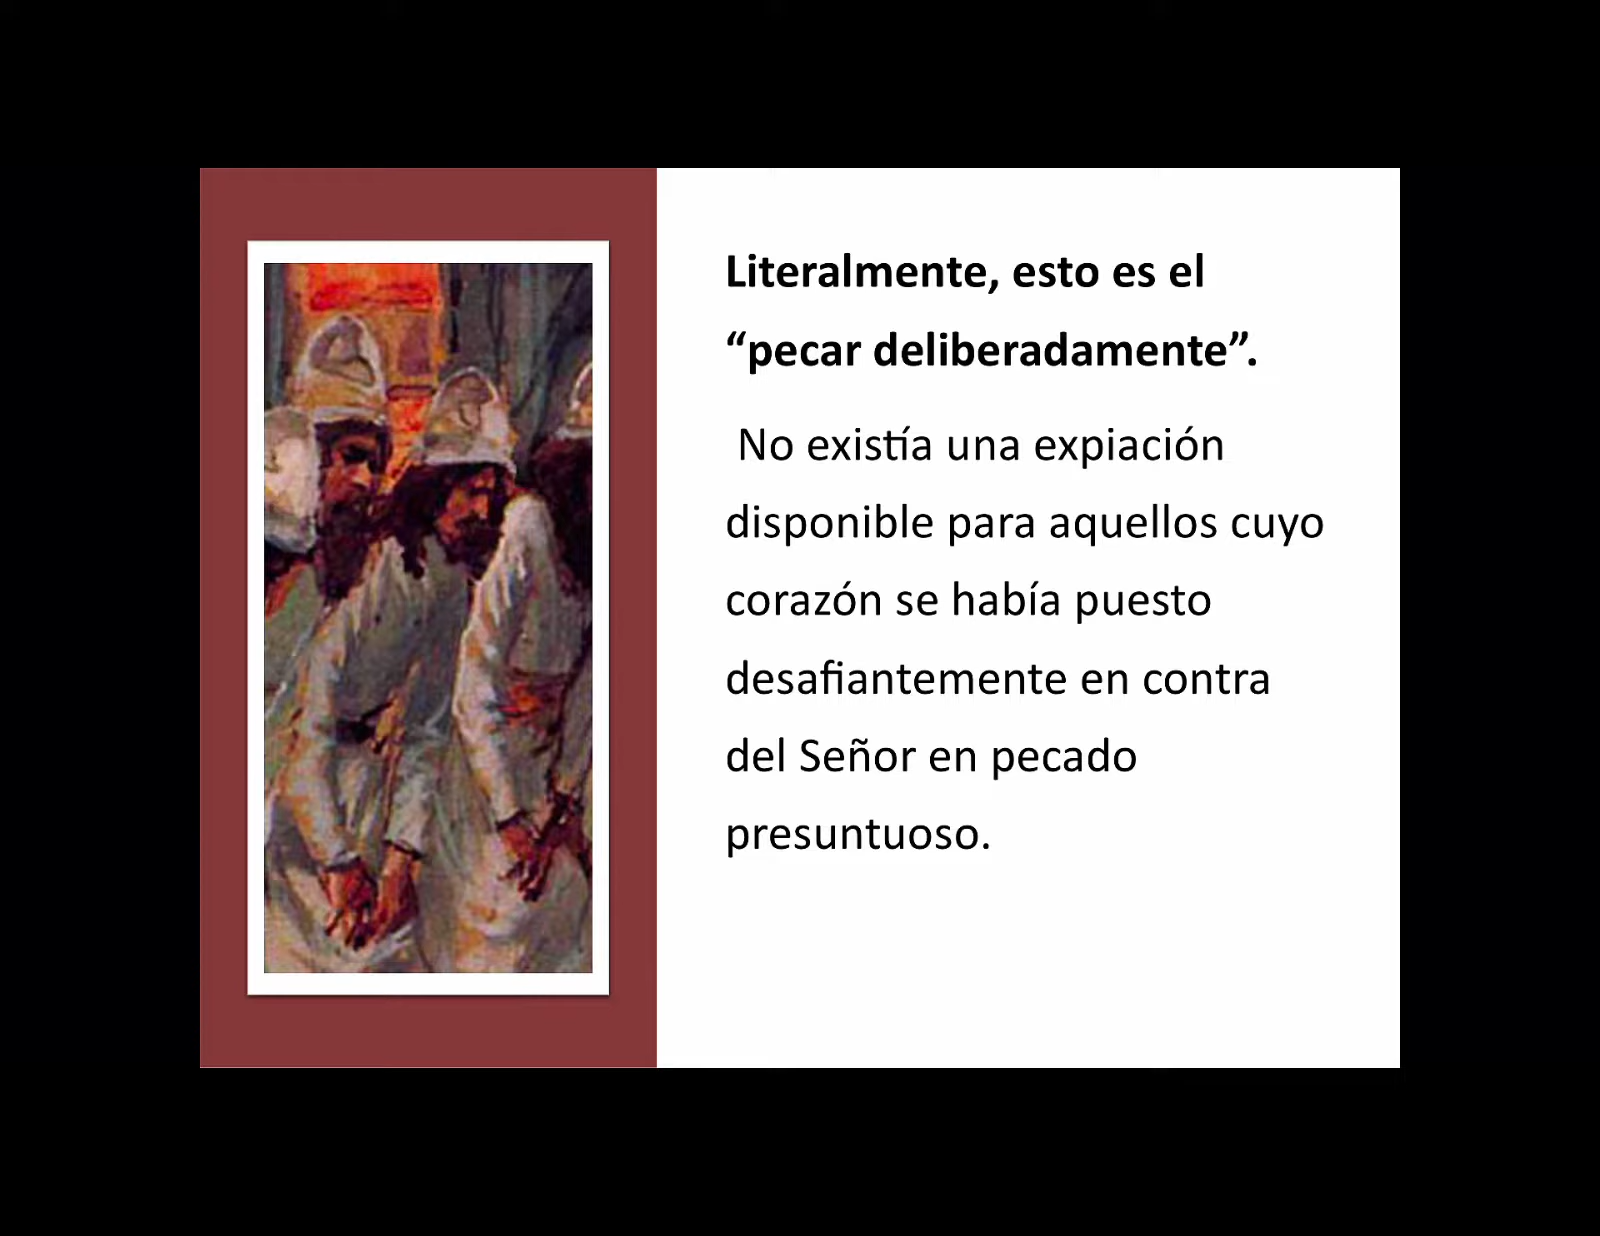 Literalmente, esto es el
“pecar deliberadamente”.
No existía una expiación
disponible para aquellos cuyo
corazón se había puesto
desafiantemente en contra
del Señor en pecado
presuntuoso.